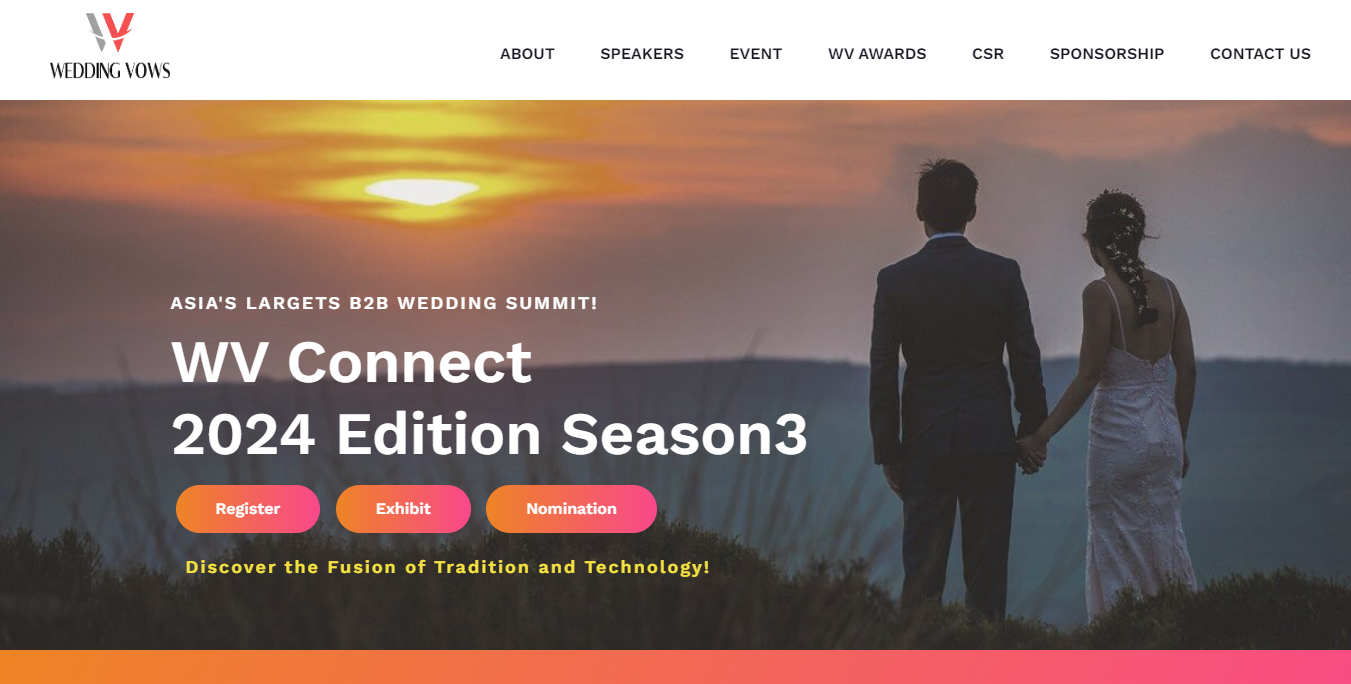 WEDDING VOWS
ABOUT SPEAKERS EVENT WV AWARDS CSR SPONSORSHIP CONTACT US
ASIA'S LARGETS B2B WEDDING SUMMIT!
WV Connect
2024 Edition Season3
Register Exhibit Nomination
Discover the Fusion of Tradition and Technology!